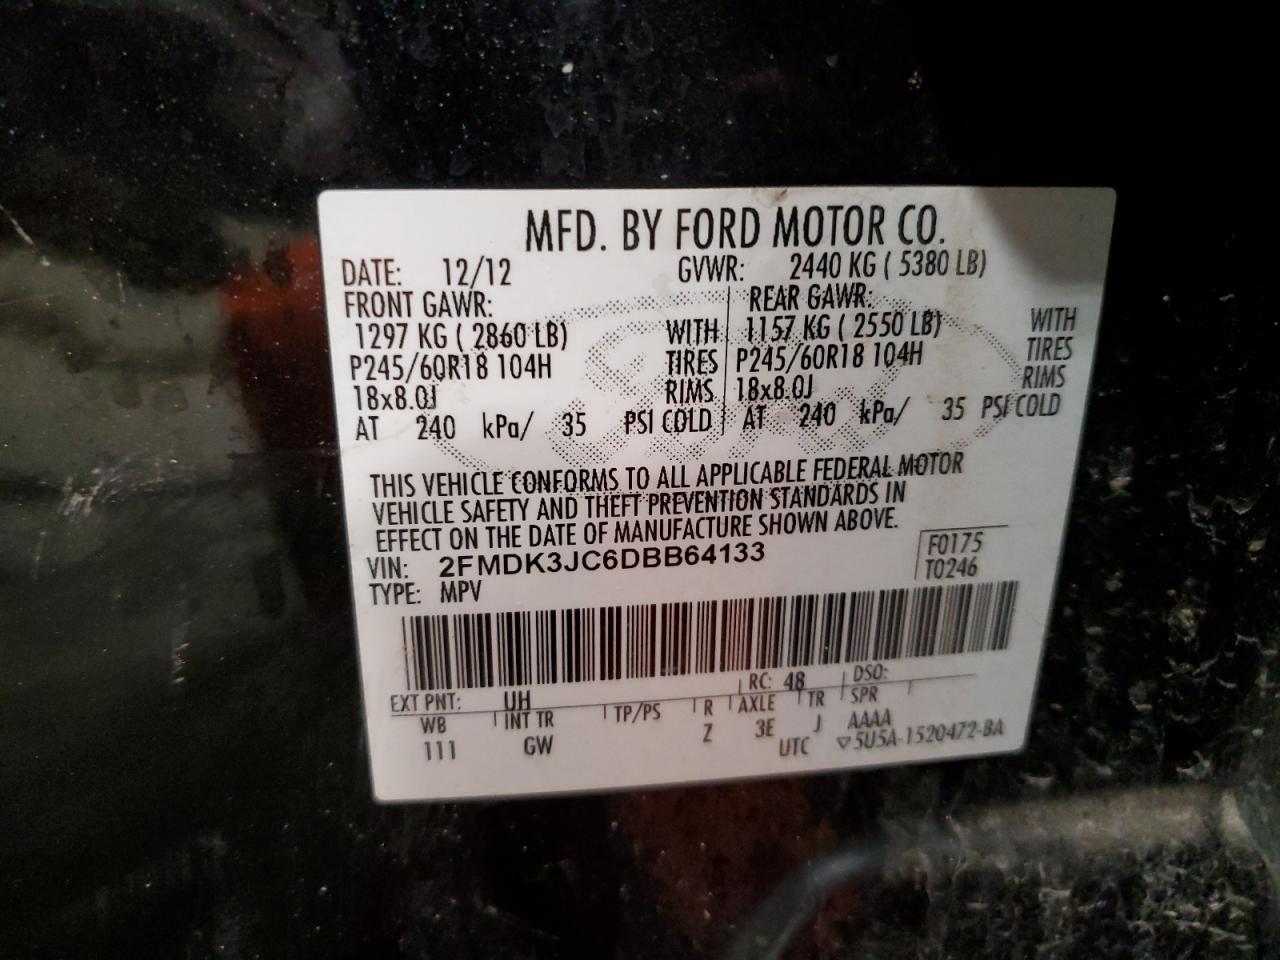 MFD. BY FORD MOTOR CO.
DATE: 12/12 GVWR: 2440 KG ( 5380 LB)
FRONT GAWR: REAR GAWR:
1297 KG ( 2860 LB) WITH 1157 KG ( 2550 LB) WITH
P245/60R18 104H TIRES P245/60R18 104H TIRES
18x8.0J RIMS 18x8.0J RIMS
AT 240 kPa/ 35 PSI COLD AT 240 kPa/ 35 PSI COLD
THIS VEHICLE CONFORMS TO ALL APPLICABLE FEDERAL MOTOR
VEHICLE SAFETY AND THEFT PREVENTION STANDARDS IN
EFFECT ON THE DATE OF MANUFACTURE SHOWN ABOVE.
VIN: 2FMDK3JC6DBB64133 F0175
TYPE: MPV T0246
EXT PNT: UH RC: 48 DSO:
WB INT TR TP/PS R AXLE TR SPR
111 GW Z 3E J AAAA
UTC ▽5U5A-1520472-BA